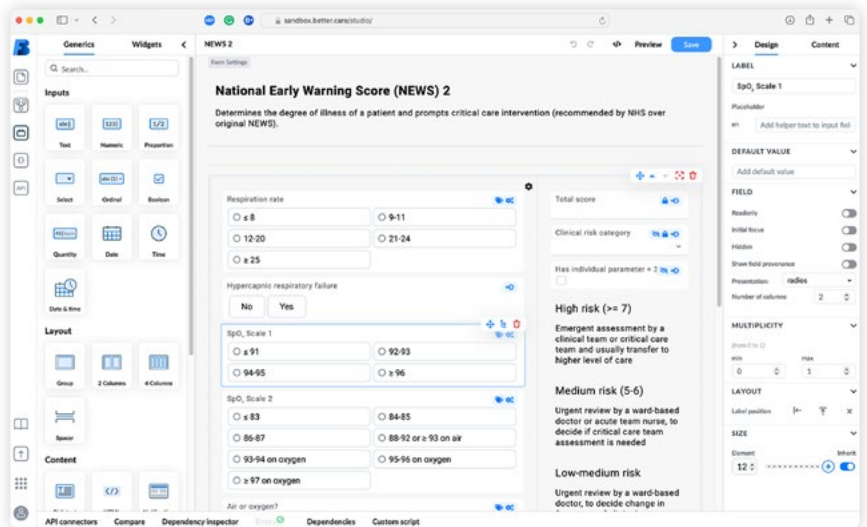 sandbox.better.care/studio/
Generics
Widgets
NEWS 2
Preview
Save
Design
Content
Search...
Form Settings
LABEL
SpO₂ Scale 1
Inputs
National Early Warning Score (NEWS) 2
Placeholder
Determines the degree of illness of a patient and prompts critical care intervention (recommended by NHS over
original NEWS).
en
Add helper text to input fiel
Text
Numeric
Proportion
DEFAULT VALUE
Add default value
Select
Ordinal
Boolean
FIELD
Respiration rate
≤ 8
9-11
12-20
21-24
≥ 25
Total score
Clinical risk category
Has individual parameter = 3
Readonly
Initial focus
Hidden
Show field provenance
Presentation:
radios
Number of columns
2
Quantity
Date
Time
Date & time
Hypercapnic respiratory failure
No
Yes
High risk (>= 7)
Emergent assessment by a
clinical team or critical care
team and usually transfer to
higher level of care
MULTIPLICITY
(from 0 to 1)
min
max
0
1
Layout
SpO₂ Scale 1
≤ 91
92-93
94-95
≥ 96
Group
2 Columns
4 Columns
Medium risk (5-6)
Urgent review by a ward-based
doctor or acute team nurse, to
decide if critical care team
assessment is needed
LAYOUT
Label position
SpO₂ Scale 2
≤ 83
84-85
86-87
88-92 or ≥ 93 on air
93-94 on oxygen
95-96 on oxygen
≥ 97 on oxygen
Spacer
SIZE
Element
Inherit
12
Content
Low-medium risk
Urgent review by a ward-based
doctor, to decide change in
Air or oxygen?
API connectors
Compare
Dependency inspector
Dependencies
Custom script